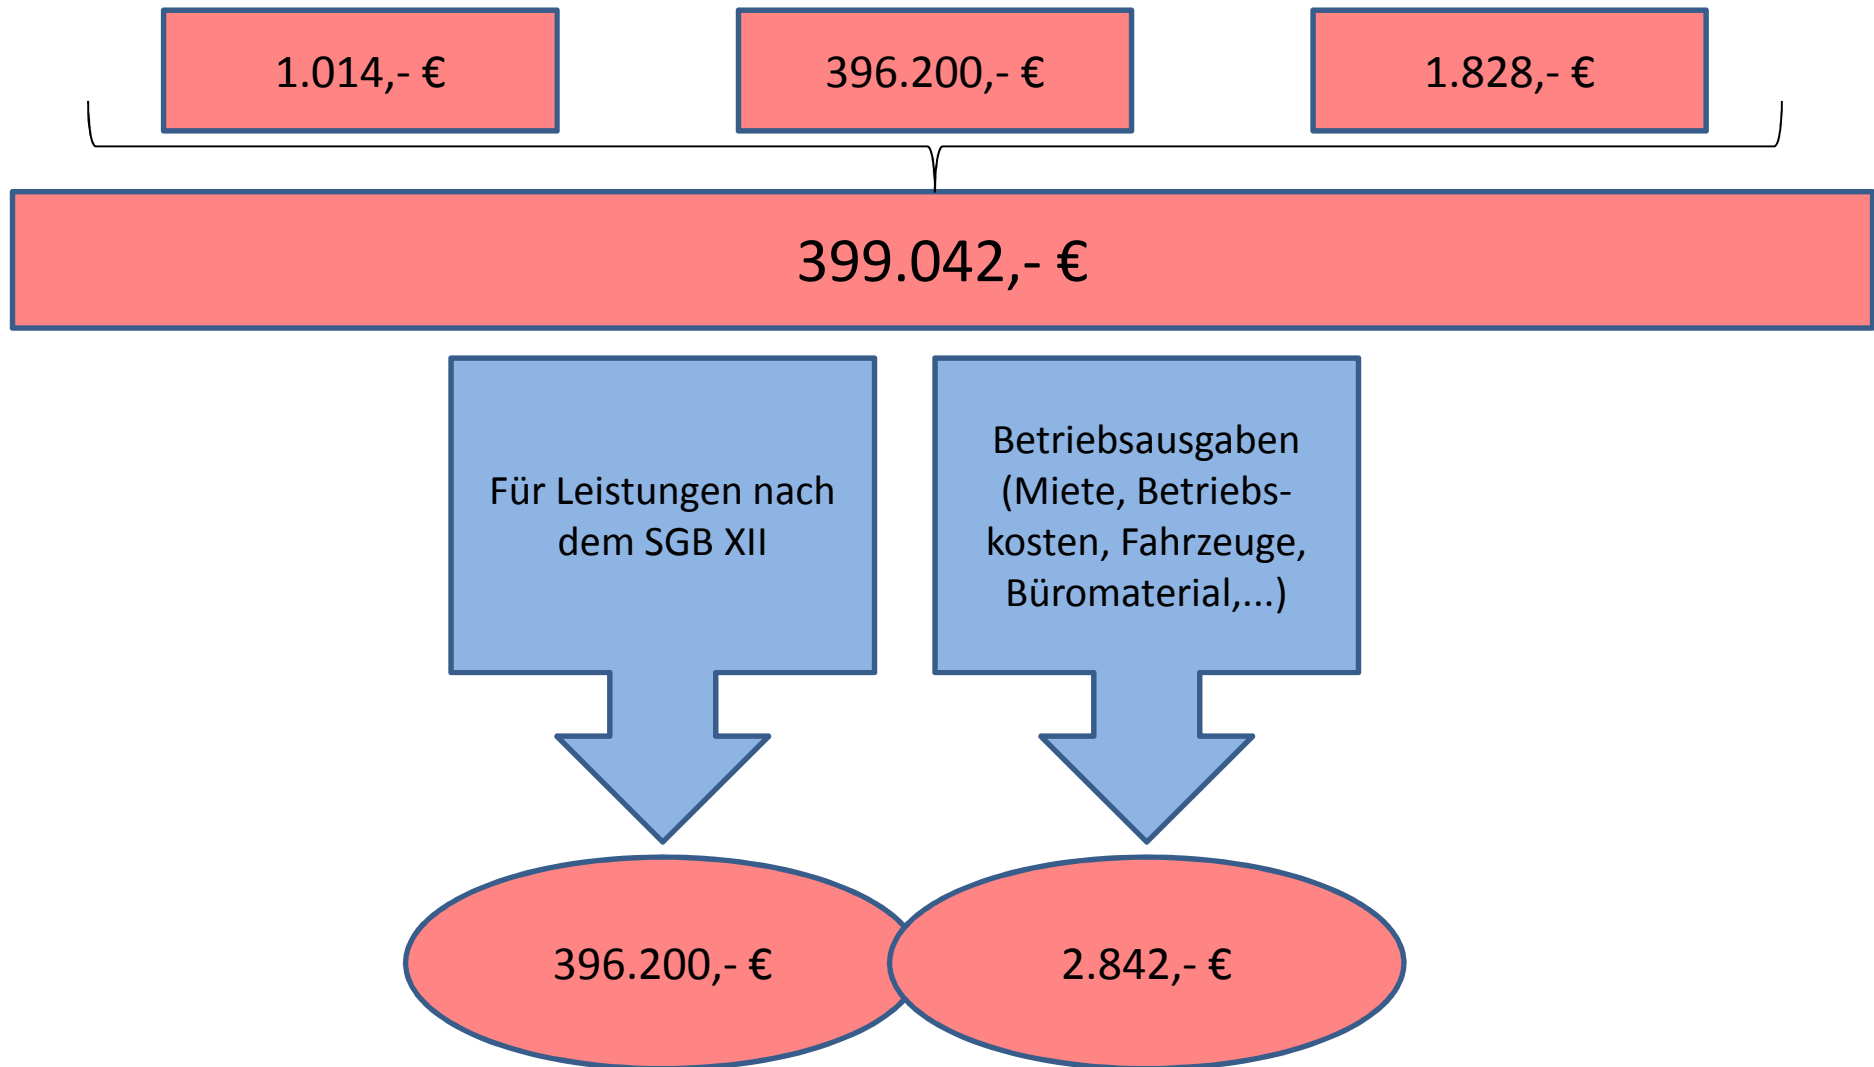 1.014,- €
396.200,- €
1.828,- €
399.042,- €
Für Leistungen nach
dem SGB XII
Betriebsausgaben
(Miete, Betriebs-
kosten, Fahrzeuge,
Büromaterial,...)
396.200,- €
2.842,- €